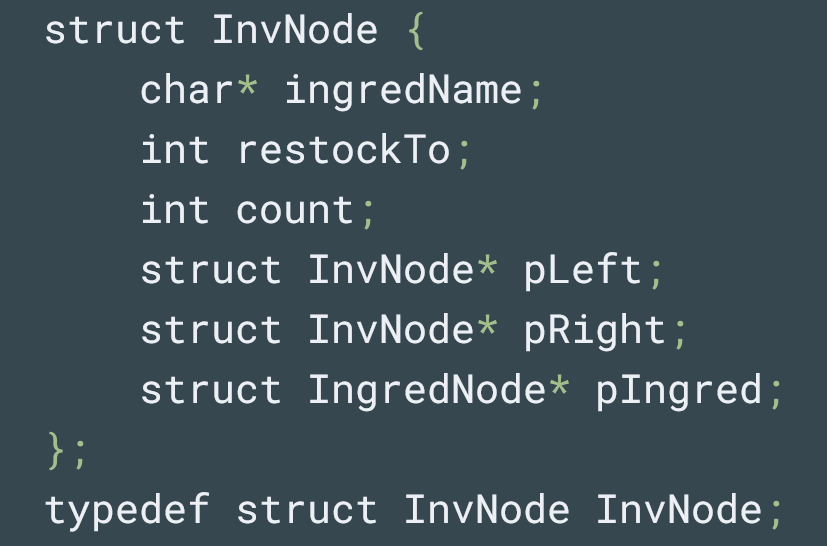 struct InvNode {
    char* ingredName;
    int restockTo;
    int count;
    struct InvNode* pLeft;
    struct InvNode* pRight;
    struct IngredNode* pIngred;
};
typedef struct InvNode InvNode;